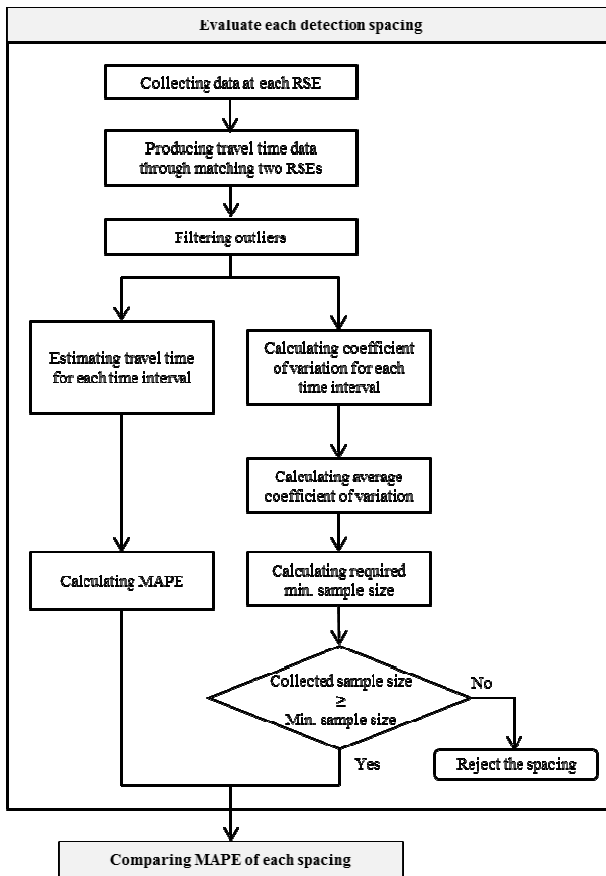 Evaluate each detection spacing
Collecting data at each RSE
Producing travel time data
through matching two RSEs
Filtering outliers
Estimating travel time
for each time interval
Calculating coefficient
of variation for each
time interval
Calculating average
coefficient of variation
Calculating MAPE
Calculating required
min. sample size
Collected sample size
≥
Min. sample size
No
Yes
Reject the spacing
Comparing MAPE of each spacing